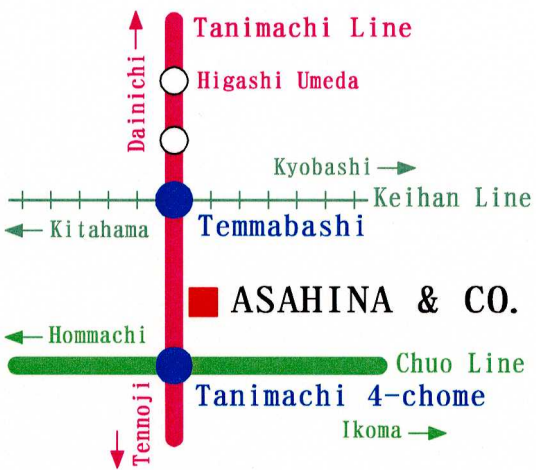 Tanimachi Line
Dainichi →
Higashi Umeda
Kyobashi →
Keihan Line
← Kitahama
Temmabashi
ASAHINA & CO.
← Hommachi
Chuo Line
Tanimachi 4-chome
← Tennoji
Ikoma →